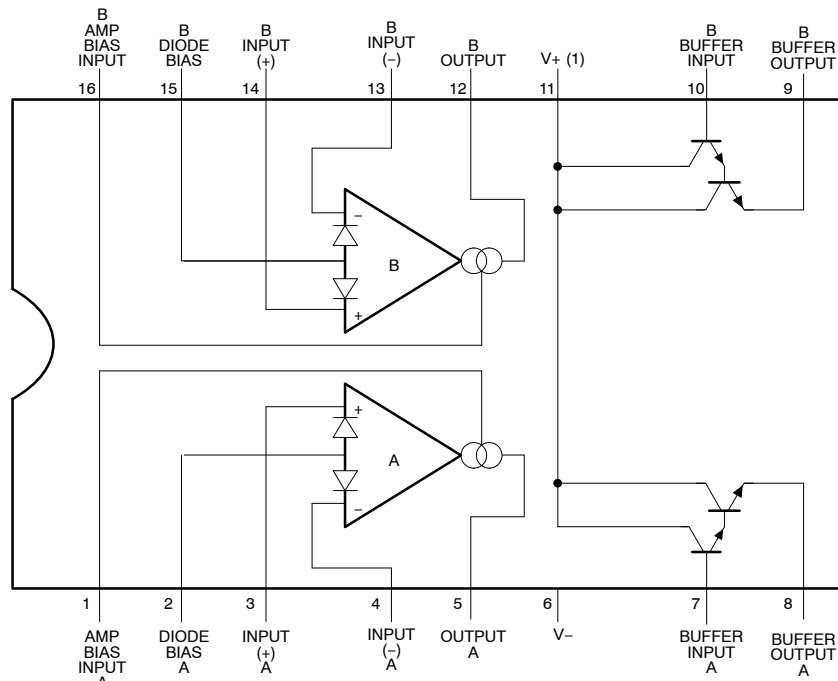 B
AMP
BIAS
INPUT
B
DIODE
BIAS
B
INPUT
(+)
B
INPUT
(−)
B
OUTPUT
V+ (1)
B
BUFFER
INPUT
B
BUFFER
OUTPUT
16
15
14
13
12
11
10
9
−
B
+
+
A
−
1
2
3
4
5
6
7
8
AMP
BIAS
INPUT
A
DIODE
BIAS
A
INPUT
(+)
A
INPUT
(−)
A
OUTPUT
A
V−
BUFFER
INPUT
A
BUFFER
OUTPUT
A